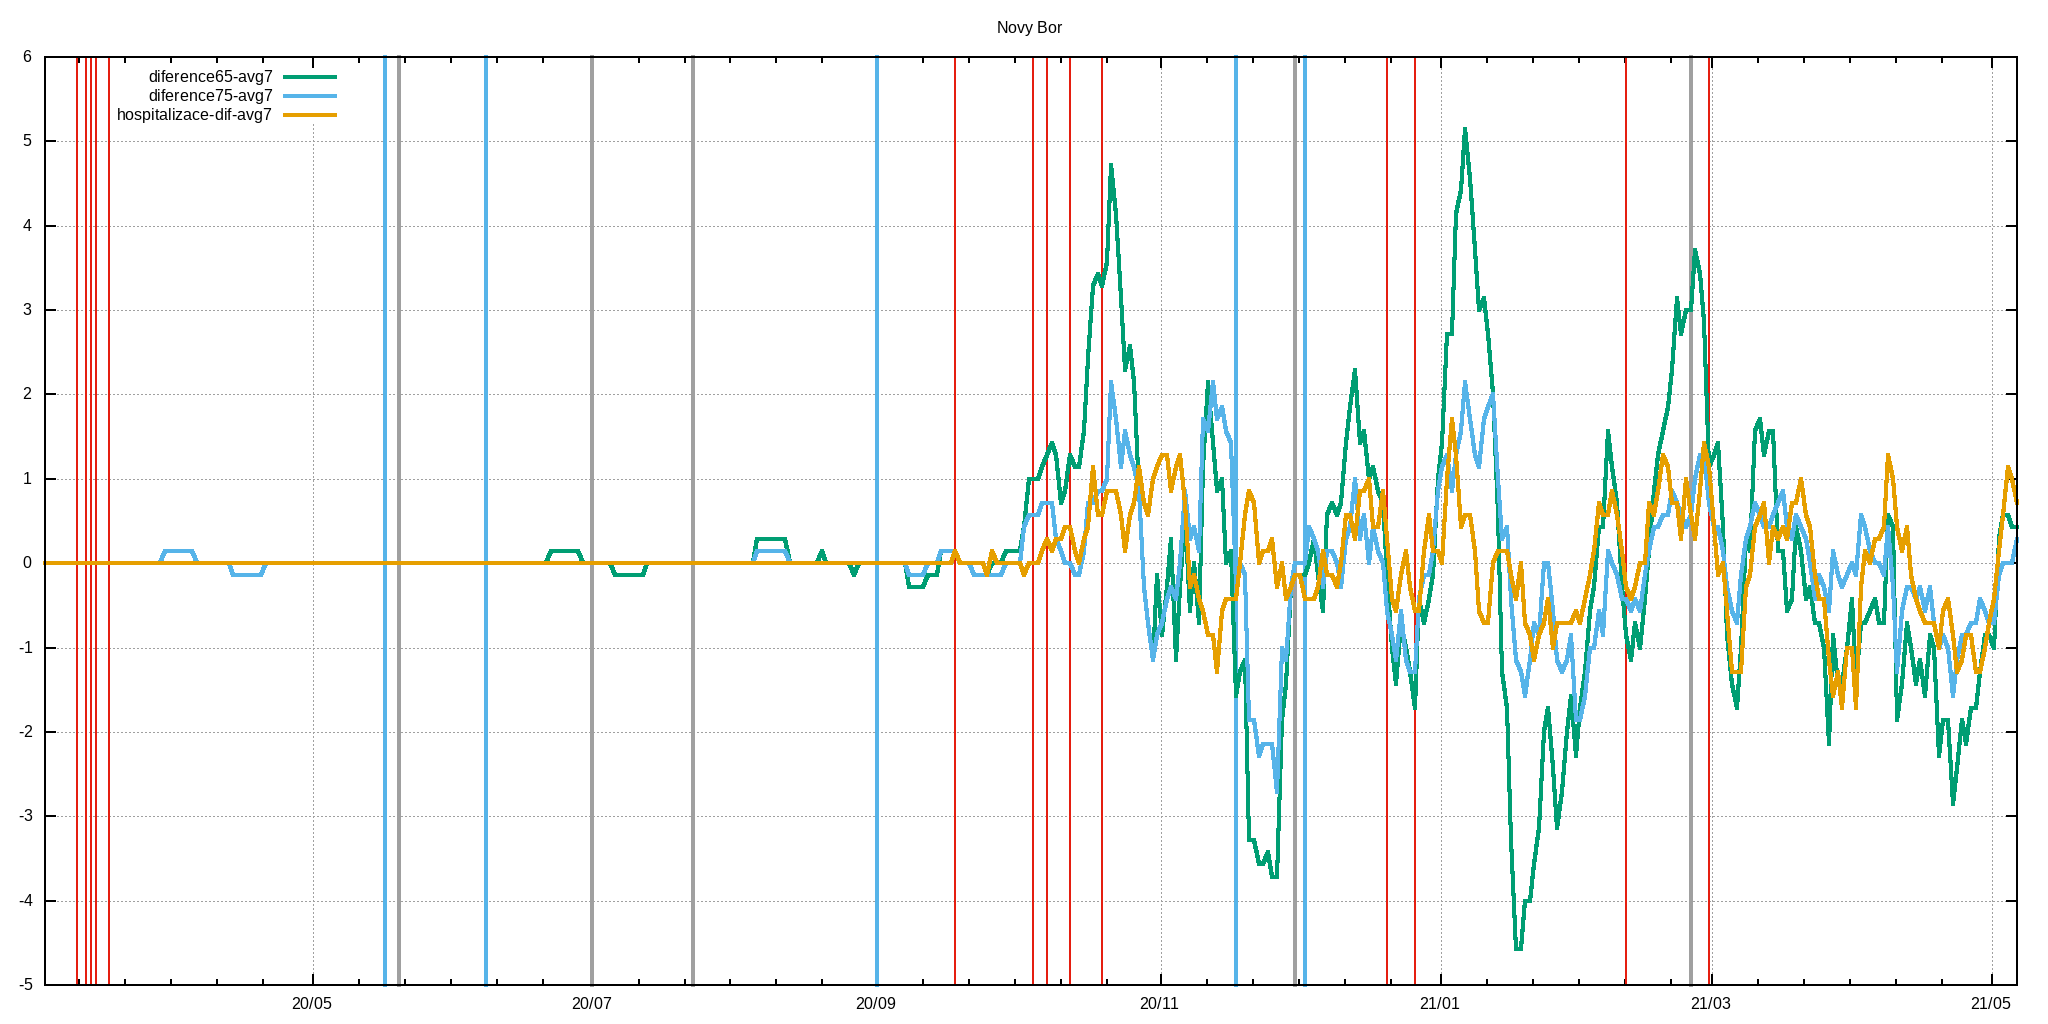 Novy Bor
6
diference65-avg7
diference75-avg7
hospitalizace-dif-avg7
5
4
3
2
1
0
-1
-2
-3
-4
-5
20/05 20/07 20/09 20/11 21/01 21/03 21/05